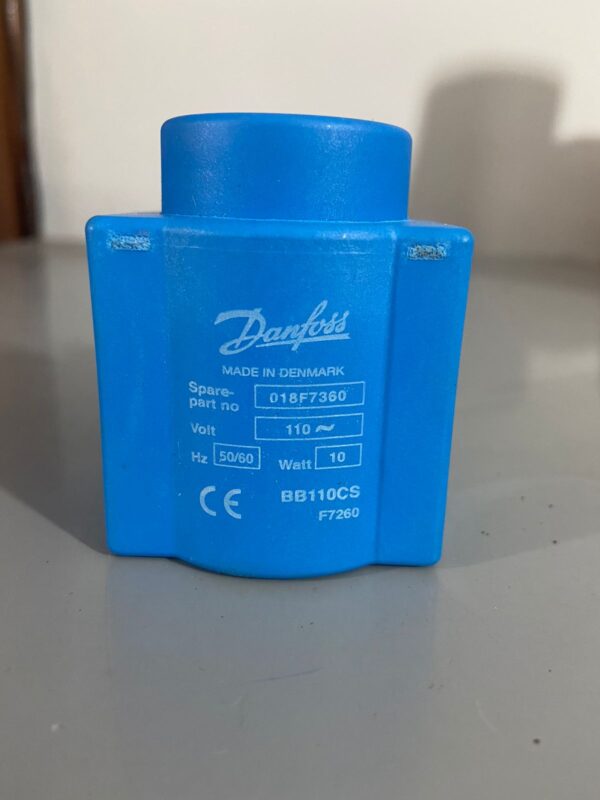 Danfoss
MADE IN DENMARK
Spare-
part no 018F7360
Volt 110 ~
Hz 50/60 Watt 10
CE BB110CS
F7260